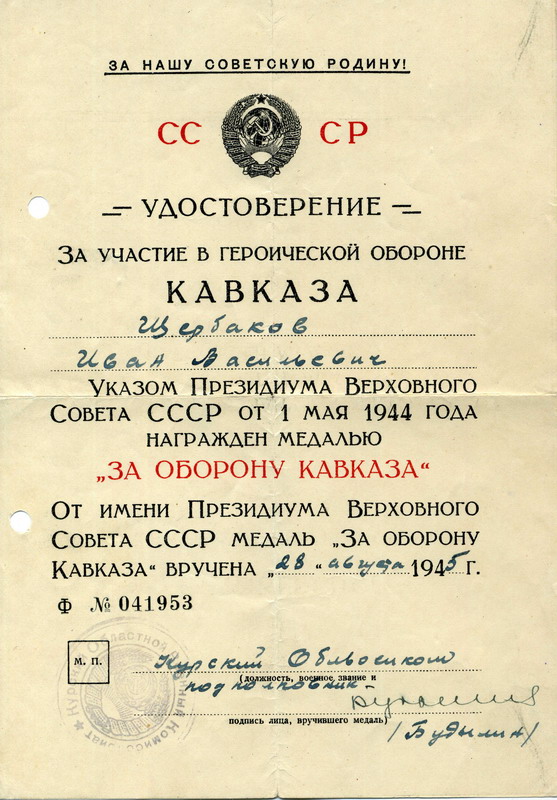 ЗА НАШУ СОВЕТСКУЮ РОДИНУ!
СС СР
УДОСТОВЕРЕНИЕ
ЗА УЧАСТИЕ В ГЕРОИЧЕСКОЙ ОБОРОНЕ
КАВКАЗА
Щербаков
Иван Васильевич
УКАЗОМ ПРЕЗИДИУМА ВЕРХОВНОГО
СОВЕТА СССР ОТ 1 МАЯ 1944 ГОДА
НАГРАЖДЕН МЕДАЛЬЮ
„ЗА ОБОРОНУ КАВКАЗА“
ОТ ИМЕНИ ПРЕЗИДИУМА ВЕРХОВНОГО
СОВЕТА СССР МЕДАЛЬ „ЗА ОБОРОНУ
КАВКАЗА“ ВРУЧЕНА „28“ августа 1945 г.
Ф № 041953
М. П.
Курский Облвоенком
(должность, военное звание и
подполковник
подпись лица, вручившего медаль)
/Будылин/